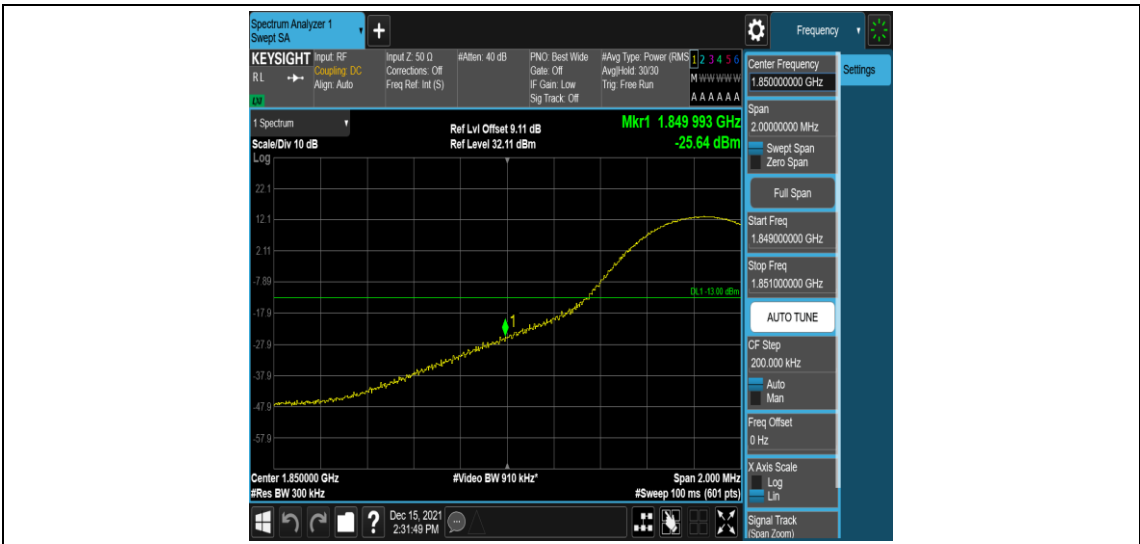 Spectrum Analyzer 1
Swept SA
Frequency
KEYSIGHT
RL
LXI
Input: RF
Coupling: DC
Align: Auto
Input Z: 50 Ω
Corrections: Off
Freq Ref: Int (S)
#Atten: 40 dB
PNO: Best Wide
Gate: Off
IF Gain: Low
Sig Track: Off
#Avg Type: Power (RMS
Avg|Hold: 30/30
Trig: Free Run
1 2 3 4 5 6
M W W W W W
A A A A A A
1 Spectrum
Scale/Div 10 dB
Ref Lvl Offset 9.11 dB
Ref Level 32.11 dBm
Mkr1 1.849 993 GHz
-25.64 dBm
Log
22.1
12.1
2.11
-7.89
-17.9
-27.9
-37.9
-47.9
-57.9
DL1 -13.00 dBm
1
Center 1.850000 GHz
#Res BW 300 kHz
#Video BW 910 kHz*
Span 2.000 MHz
#Sweep 100 ms (601 pts)
Dec 15, 2021
2:31:49 PM
Center Frequency
1.850000000 GHz
Settings
Span
2.00000000 MHz
Swept Span
Zero Span
Full Span
Start Freq
1.849000000 GHz
Stop Freq
1.851000000 GHz
AUTO TUNE
CF Step
200.000 kHz
Auto
Man
Freq Offset
0 Hz
X Axis Scale
Log
Lin
Signal Track
(Span Zoom)